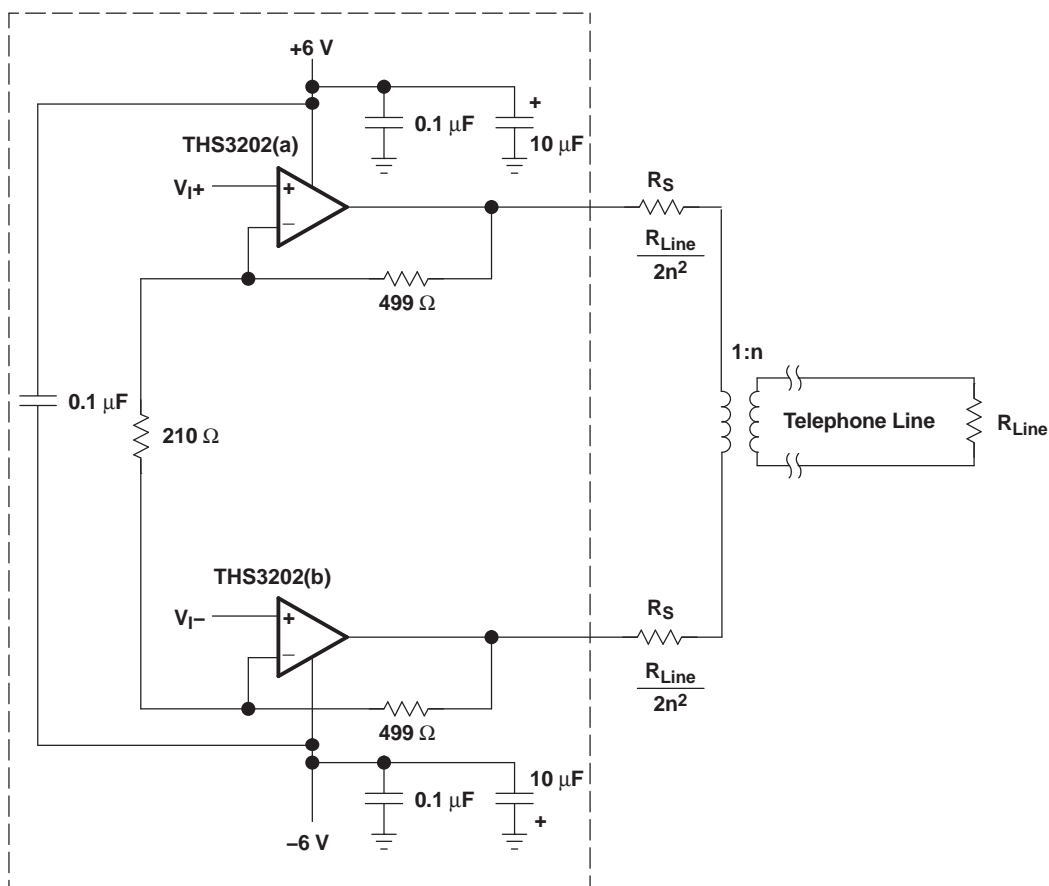 +6 V
+
0.1 μF
THS3202(a)
10 μF
VI+
+
−
RS
RLine
2n2
499 Ω
1:n
0.1 μF
210 Ω
Telephone Line
RLine
THS3202(b)
VI−
+
−
RS
RLine
2n2
499 Ω
10 μF
0.1 μF
+
−6 V